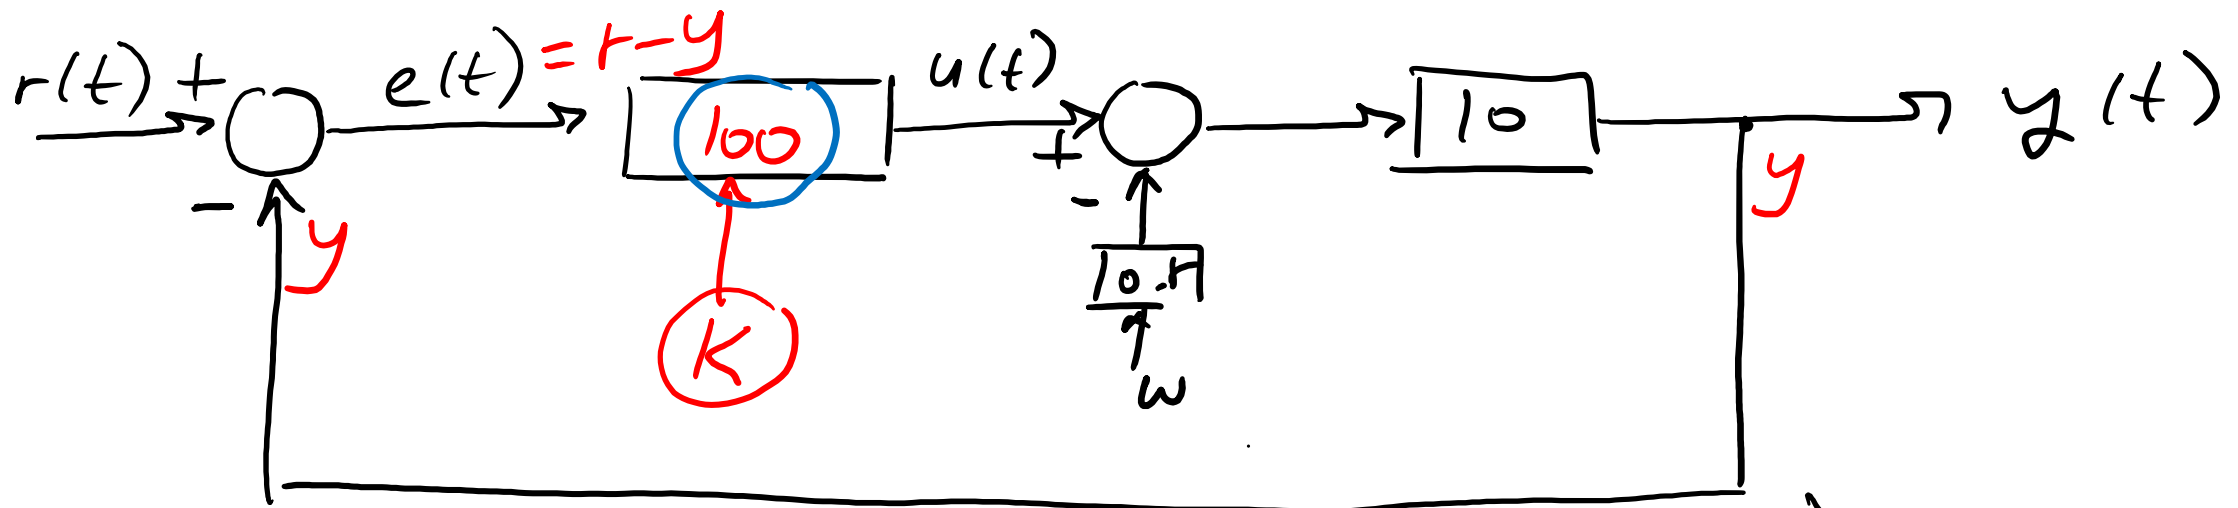 r(t) + e(t) = r-y 100 u(t) + 10 y(t)
- y - y
K
w